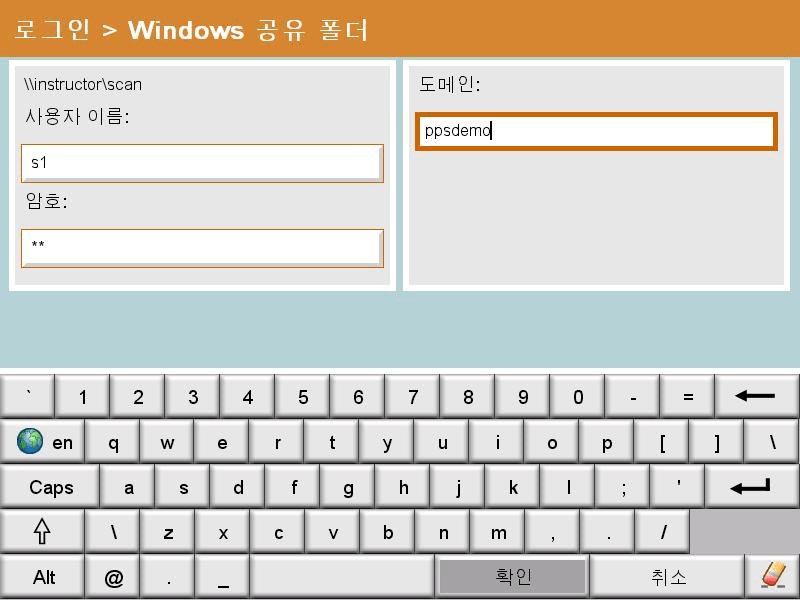 로그인 > Windows 공유 폴더
\\instructor\scan
사용자 이름:
s1
암호:
**
도메인:
ppsdemo
` 1 2 3 4 5 6 7 8 9 0 - =
en q w e r t y u i o p [ ] \
Caps a s d f g h j k l ; '
\ z x c v b n m , . /
Alt @ . _ 확인 취소